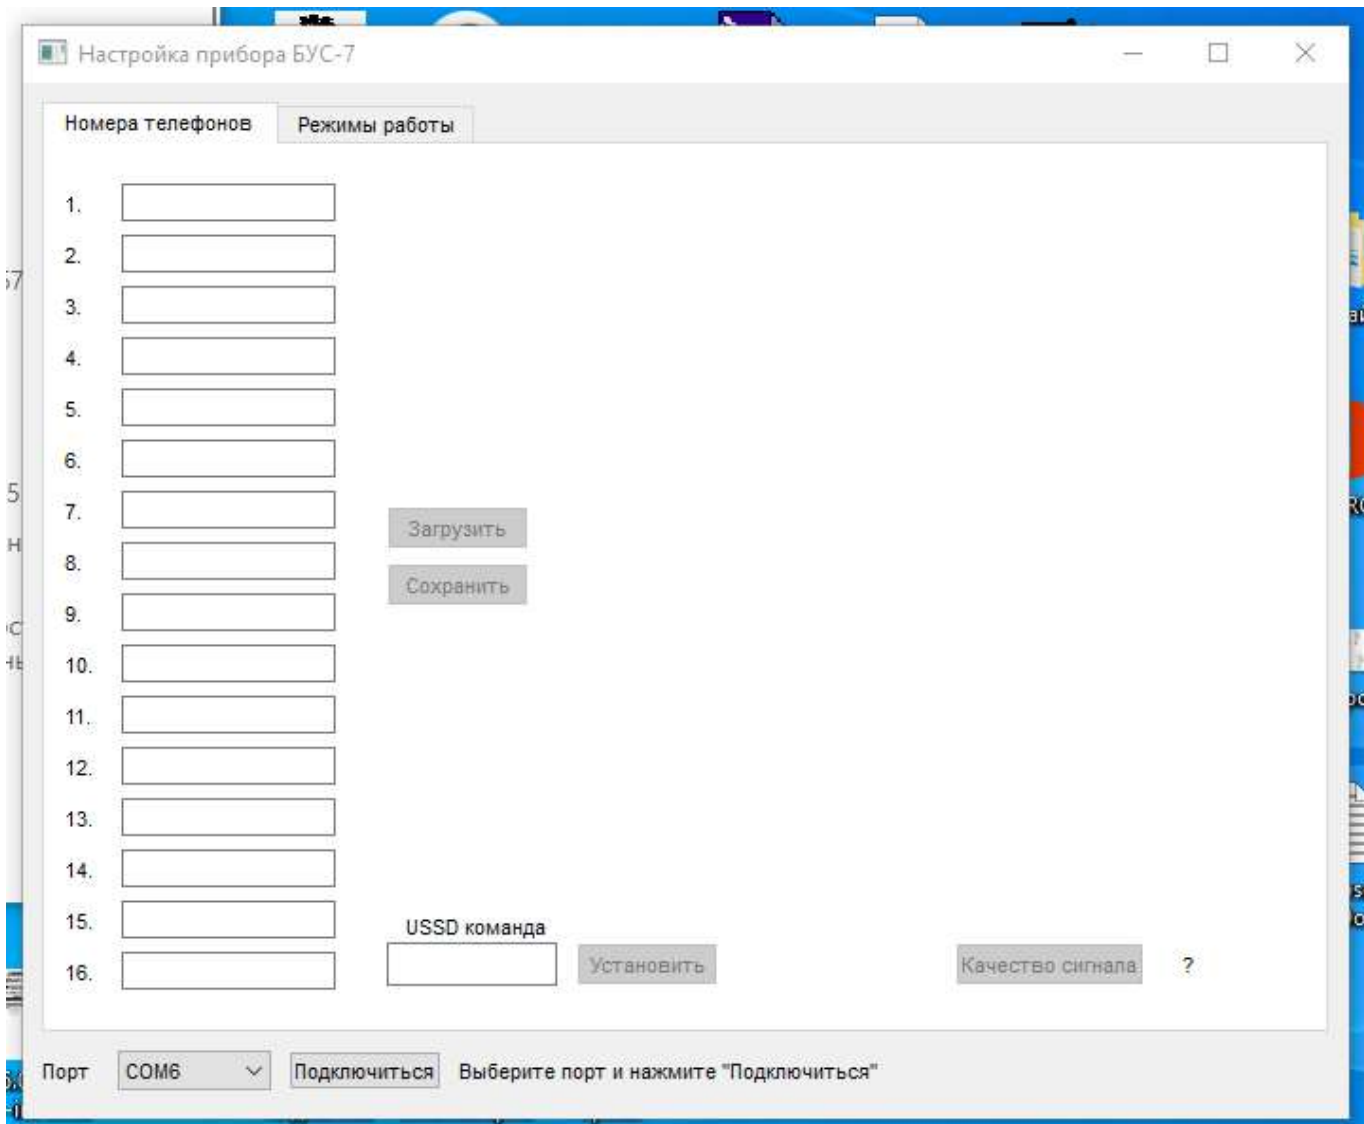 Настройка прибора БУС-7
Номера телефонов
Режимы работы
1.
2.
3.
4.
5.
6.
7.
Загрузить
8.
Сохранить
9.
10.
11.
12.
13.
14.
15.
USSD команда
16.
Установить
Качество сигнала
?
Порт
COM6
Подключиться
Выберите порт и нажмите "Подключиться"